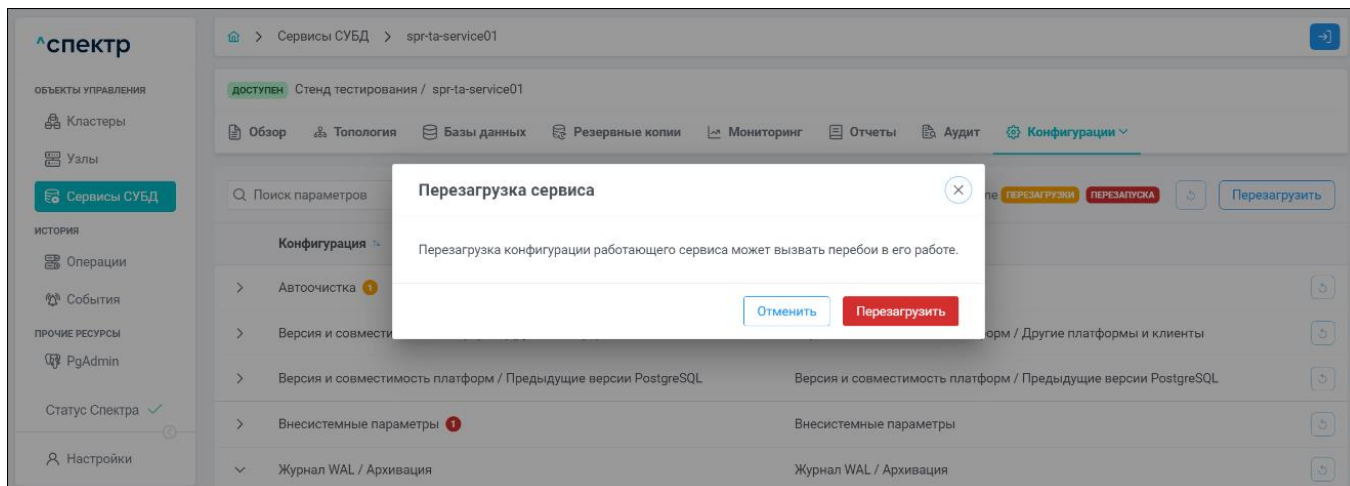 ^спектр
Сервисы СУБД > spr-ta-service01
ОБЪЕКТЫ УПРАВЛЕНИЯ
Кластеры
Узлы
Сервисы СУБД
ИСТОРИЯ
Операции
События
ПРОЧИЕ РЕСУРСЫ
PgAdmin
Статус Спектра
Настройки
ДОСТУПЕН Стенд тестирования / spr-ta-service01
Обзор Топология Базы данных Резервные копии Мониторинг Отчеты Аудит Конфигурации
Поиск параметров
ПЕРЕЗАГРУЗКИ ПЕРЕЗАПУСКА Перезагрузить
Конфигурация
Автоочистка 1
Версия и совмести
орм / Другие платформы и клиенты
Версия и совместимость платформ / Предыдущие версии PostgreSQL Версия и совместимость платформ / Предыдущие версии PostgreSQL
Внесистемные параметры 1 Внесистемные параметры
Журнал WAL / Архивация Журнал WAL / Архивация
Перезагрузка сервиса
Перезагрузка конфигурации работающего сервиса может вызвать перебои в его работе.
Отменить Перезагрузить